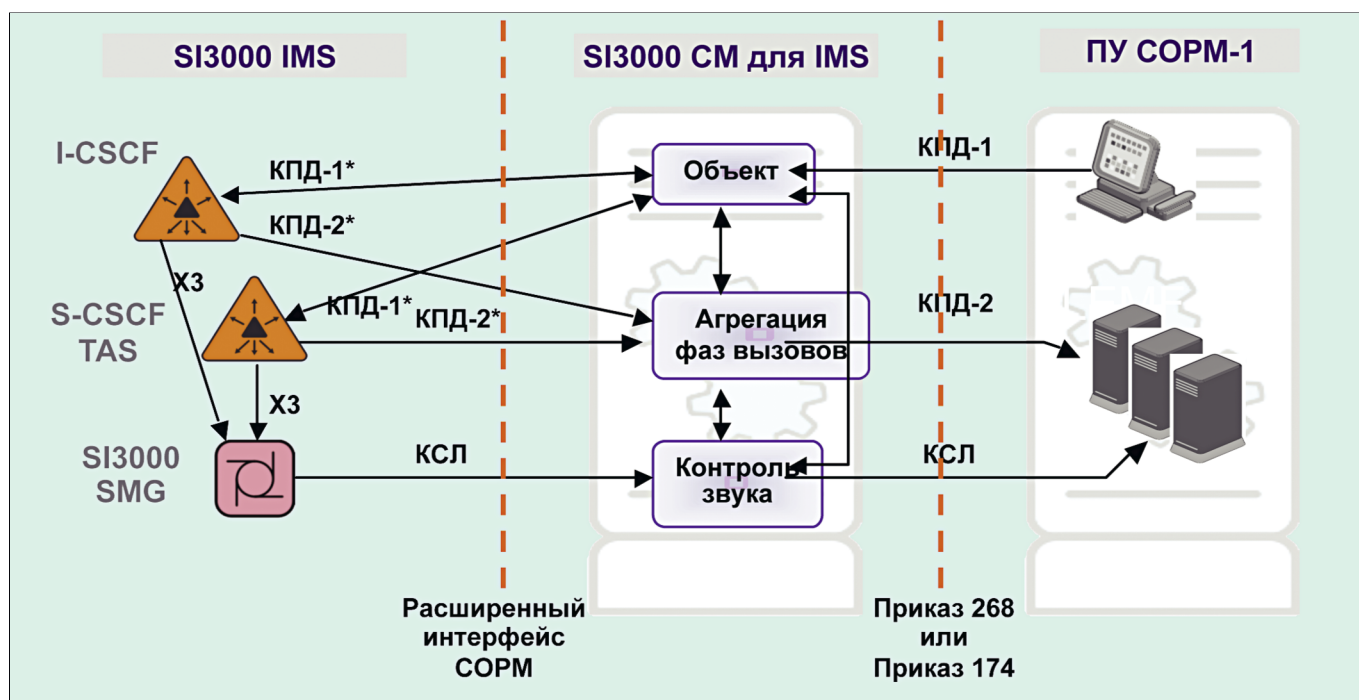 SI3000 IMS
SI3000 СМ для IMS
ПУ СОРМ-1
I-CSCF
КПД-1*
Объект
КПД-1
КПД-2*
X3
S-CSCF
TAS
КПД-1*
КПД-2*
Агрегация
фаз вызовов
КПД-2
X3
SI3000
SMG
КСЛ
Контроль
звука
КСЛ
Расширенный
интерфейс
СОРМ
Приказ 268
или
Приказ 174